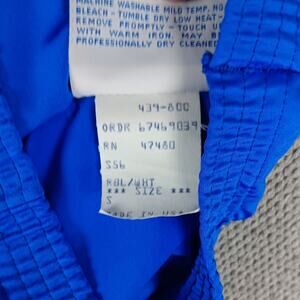 MACHINE WASHABLE MILD TEMP. NO
BLEACH - TUMBLE DRY LOW HEAT-
REMOVE PROMPTLY - TOUCH UP
WITH WARM IRON. MAY BE
PROFESSIONALLY DRY CLEANED
439-800
ORDR 67469039
RN 47480
SS6
RBL/WHT
*** SIZE ***
S
MADE IN USA